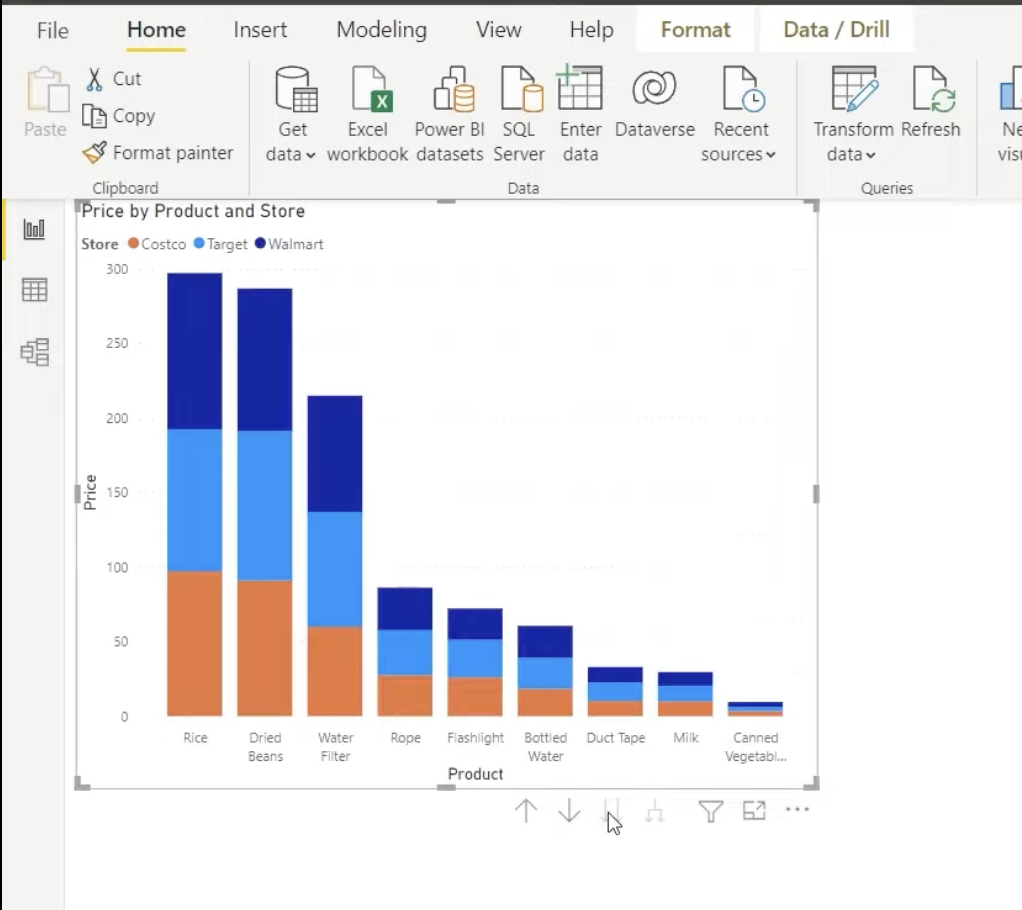 File Home Insert Modeling View Help Format Data / Drill
Paste
Cut
Copy
Format painter
Clipboard
Get data
Excel workbook
Power BI datasets
SQL Server
Enter data
Dataverse
Recent sources
Data
Transform data
Refresh
Queries
Price by Product and Store
Store Costco Target Walmart
300
250
200
150
100
50
0
Price
Rice
Dried Beans
Water Filter
Rope
Flashlight
Bottled Water
Duct Tape
Milk
Canned Vegetabl...
Product